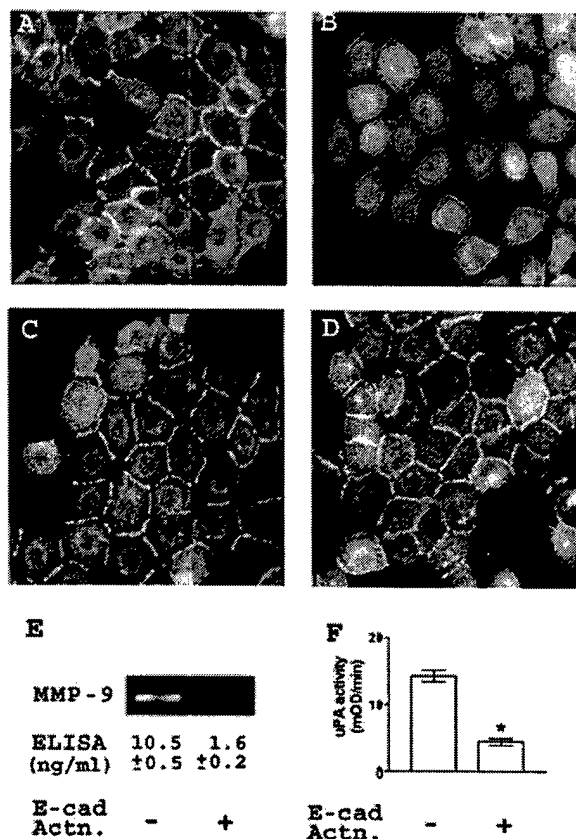 A B
C D
E F
MMP-9
ELISA 10.5 1.6
(ng/ml) ±0.5 ±0.2
E-cad
Actn. - +
uPA activity
(mOD/min)
20
10
0
*
E-cad
Actn. - +